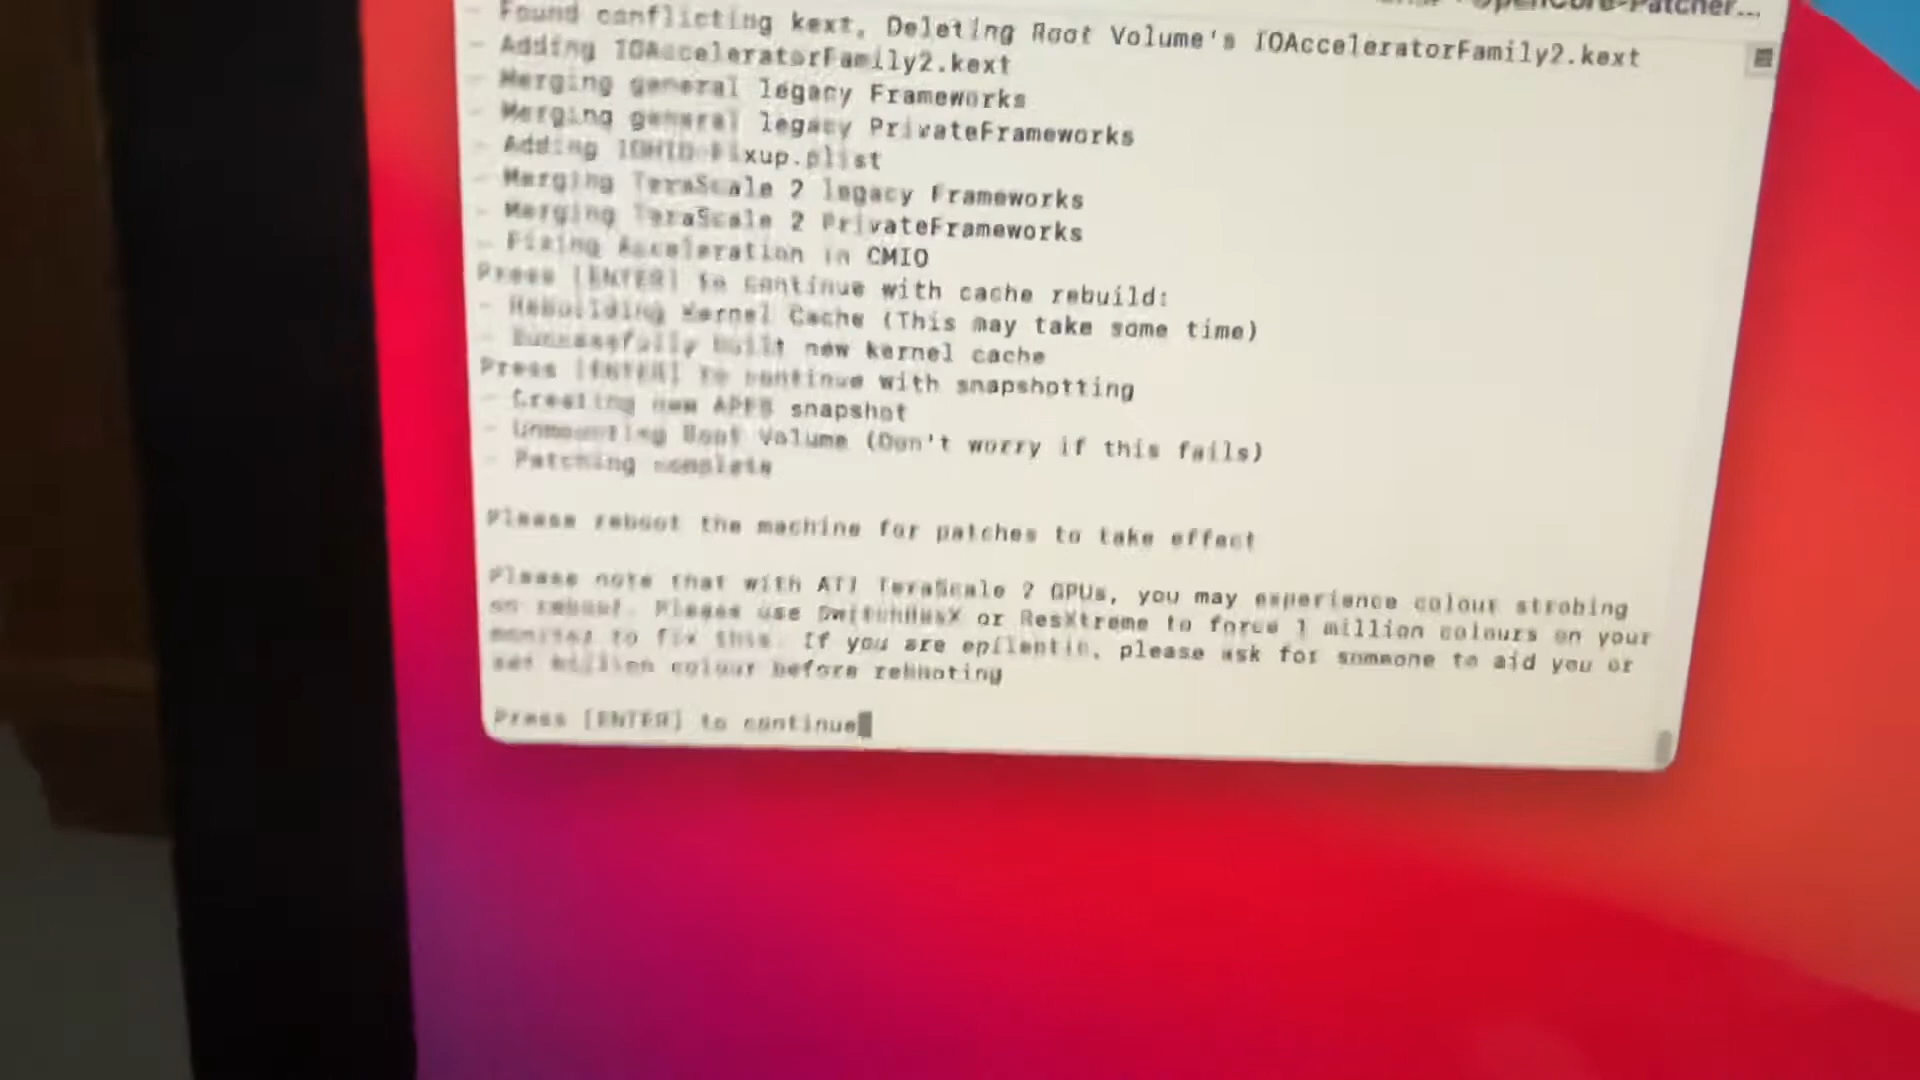 OpenCore-Patcher...
- Found conflicting kext, Deleting Root Volume's IOAcceleratorFamily2.kext
- Adding IOAcceleratorFamily2.kext
- Merging general legacy Frameworks
- Merging general legacy PrivateFrameworks
- Adding IOHID-Fixup.plist
- Merging TeraScale 2 legacy Frameworks
- Merging TeraScale 2 PrivateFrameworks
- Fixing Acceleration in CMIO
Press [ENTER] to continue with cache rebuild:
- Rebuilding Kernel Cache (This may take some time)
- Successfully built new kernel cache
Press [ENTER] to continue with snapshotting
- Creating new APFS snapshot
- Unmounting Root Volume (Don't worry if this fails)
- Patching complete
Please reboot the machine for patches to take effect
Please note that with ATI TeraScale 2 GPUs, you may experience colour strobing
on reboot. Please use SwitchResX or ResXtreme to force 1 million colours on your
monitor to fix this. If you are epileptic, please ask for someone to aid you or
set million colour before rebooting
Press [ENTER] to continue